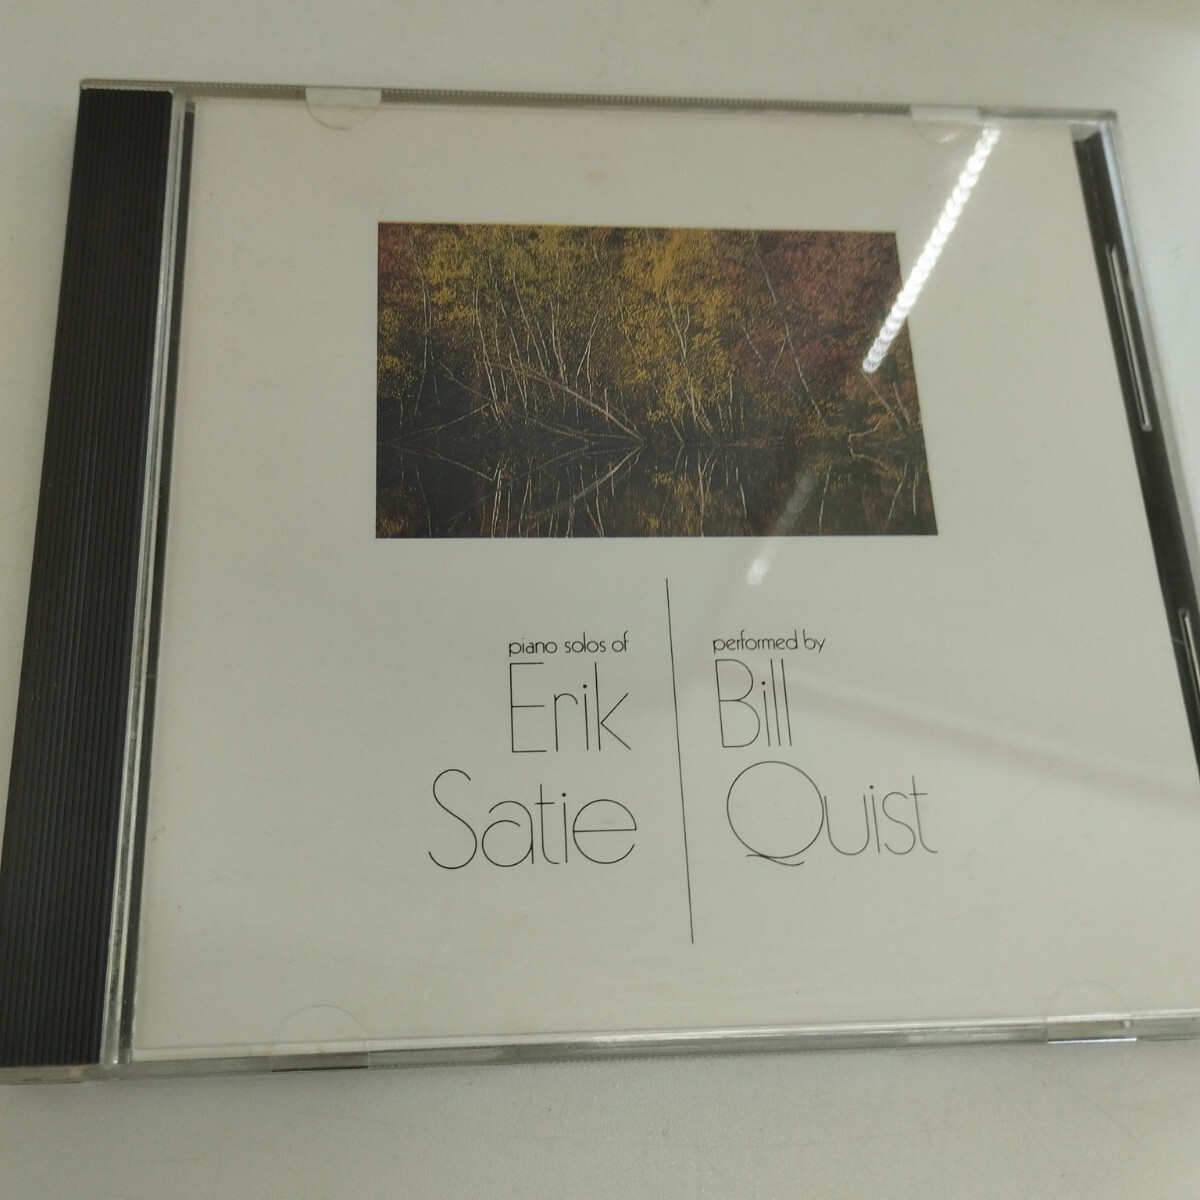 piano solos of
Erik
Satie
performed by
Bill
Quist